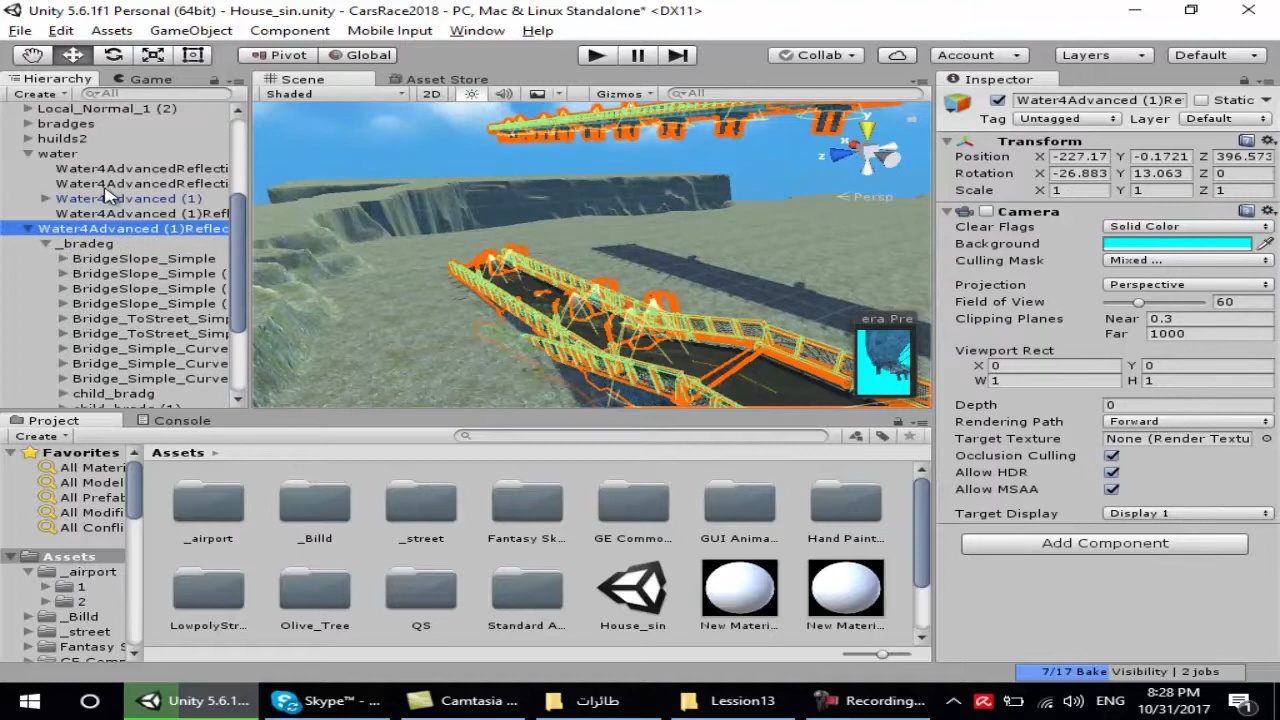 Unity 5.6.1f1 Personal (64bit) - House_sin.unity - CarsRace2018 - PC, Mac & Linux Standalone* <DX11>
File Edit Assets GameObject Component Mobile Input Window Help
Pivot Global Collab Account Layers Default
Hierarchy Game
Create All
Local_Normal_1 (2)
bradges
huilds2
water
Water4AdvancedReflecti
Water4AdvancedReflecti
Water4Advanced (1)
Water4Advanced (1)Refl
Water4Advanced (1)Reflec
_bradeg
BridgeSlope_Simple
BridgeSlope_Simple (
BridgeSlope_Simple (
BridgeSlope_Simple (
Bridge_ToStreet_Simp
Bridge_ToStreet_Simp
Bridge_Simple_Curve
Bridge_Simple_Curve
Bridge_Simple_Curve
child_bradg
child_bradg (1)
Scene Asset Store
Shaded 2D Gizmos All
y
x
z
Persp
era Pre
Inspector
Water4Advanced (1)Re Static
Tag Untagged Layer Default
Transform
Position X -227.17 Y -0.1721 Z 396.573
Rotation X -26.883 Y 13.063 Z 0
Scale X 1 Y 1 Z 1
Camera
Clear Flags Solid Color
Background
Culling Mask Mixed ...
Projection Perspective
Field of View 60
Clipping Planes Near 0.3
Far 1000
Viewport Rect
X 0 Y 0
W 1 H 1
Depth 0
Rendering Path Forward
Target Texture None (Render Textu
Occlusion Culling
Allow HDR
Allow MSAA
Target Display Display 1
Add Component
Project Console
Create
Favorites
All Materi
All Model
All Prefab
All Modifi
All Confli
Assets
_airport
1
2
_Billd
_street
Fantasy S
Assets
_airport _Billd _street Fantasy Sk... GE Commo... GUI Anima... Hand Paint...
LowpolyStr... Olive_Tree QS Standard A... House_sin New Materi... New Materi...
7/17 Bake Visibility | 2 jobs
Unity 5.6.1... Skype™ - ... Camtasia ... طائرات Lession13 Recording... ENG 8:28 PM
10/31/2017
1